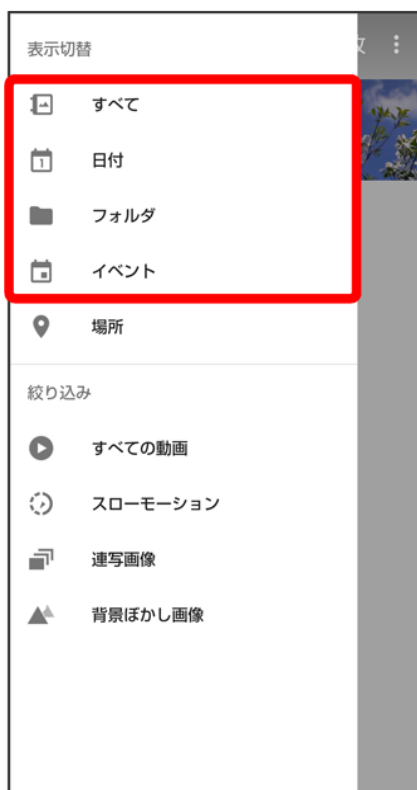 表示切替
すべて
日付
フォルダ
イベント
場所
絞り込み
すべての動画
スローモーション
連写画像
背景ぼかし画像